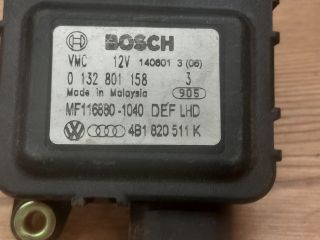 BOSCH
VMC 12V 140801 3 (06)
0 132 801 158 3
Made in Malaysia 905
MF116880-1040 DEF LHD
4B1 820 511 K